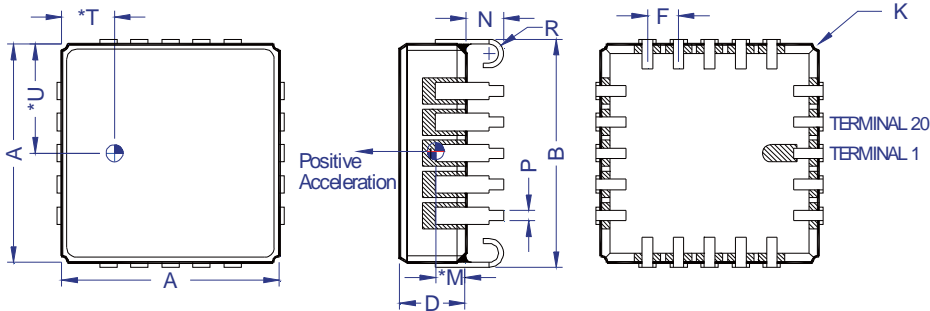 *T
*U
A
A
Positive
Acceleration
N
R
B
P
*M
D
F
K
TERMINAL 20
TERMINAL 1